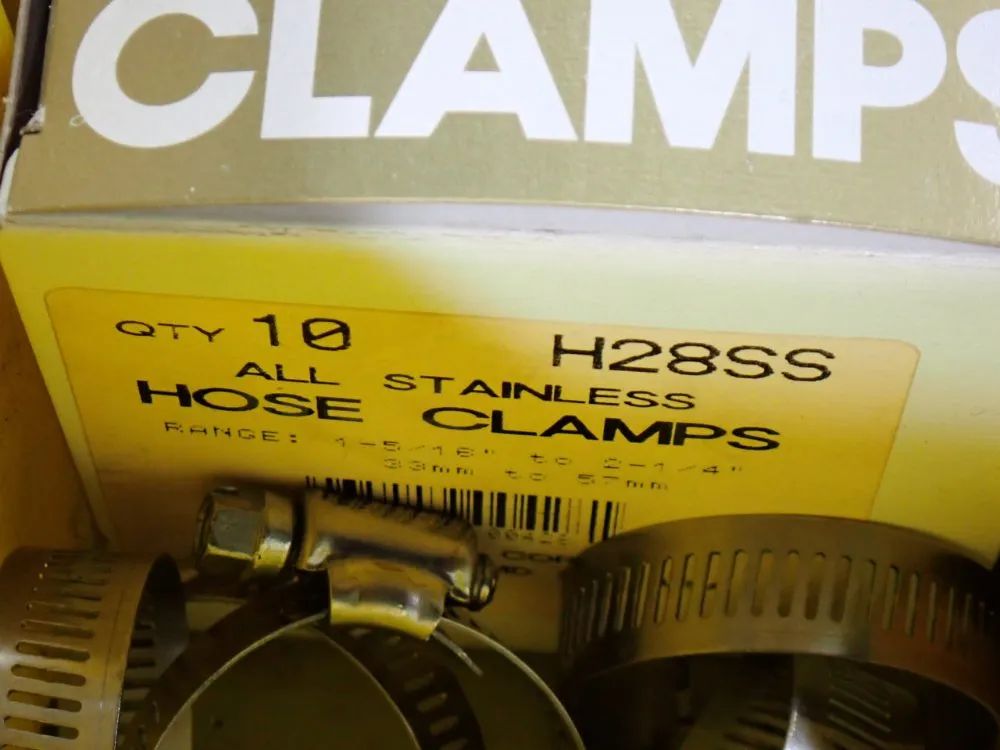 CLAMPS
QTY 10 H28SS
ALL STAINLESS
HOSE CLAMPS
RANGE: 1-5/16" to 2-1/4"
33mm to 57mm